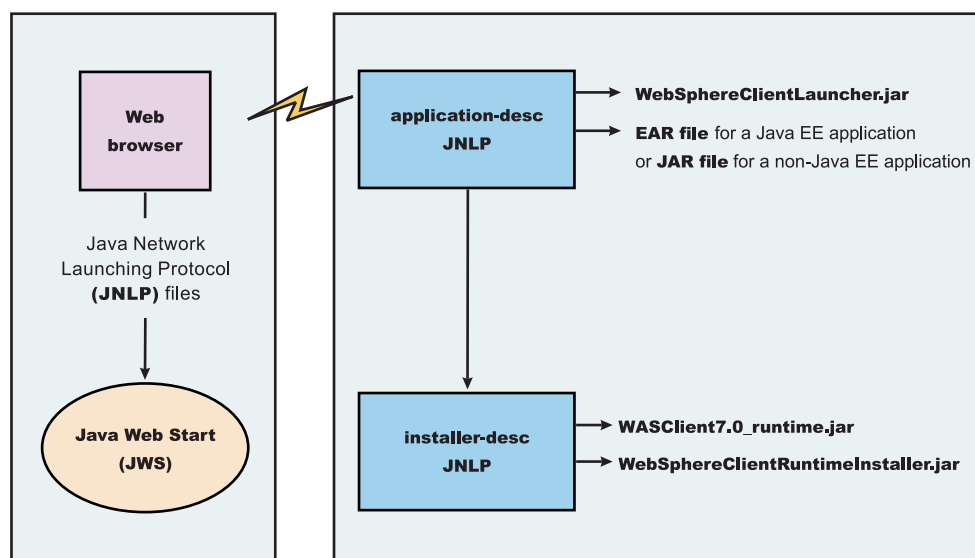 Web
browser
Java Network
Launching Protocol
(JNLP) files
Java Web Start
(JWS)
application-desc
JNLP
WebSphereClientLauncher.jar
EAR file for a Java EE application
or JAR file for a non-Java EE application
installer-desc
JNLP
WASClient7.0_runtime.jar
WebSphereClientRuntimeInstaller.jar